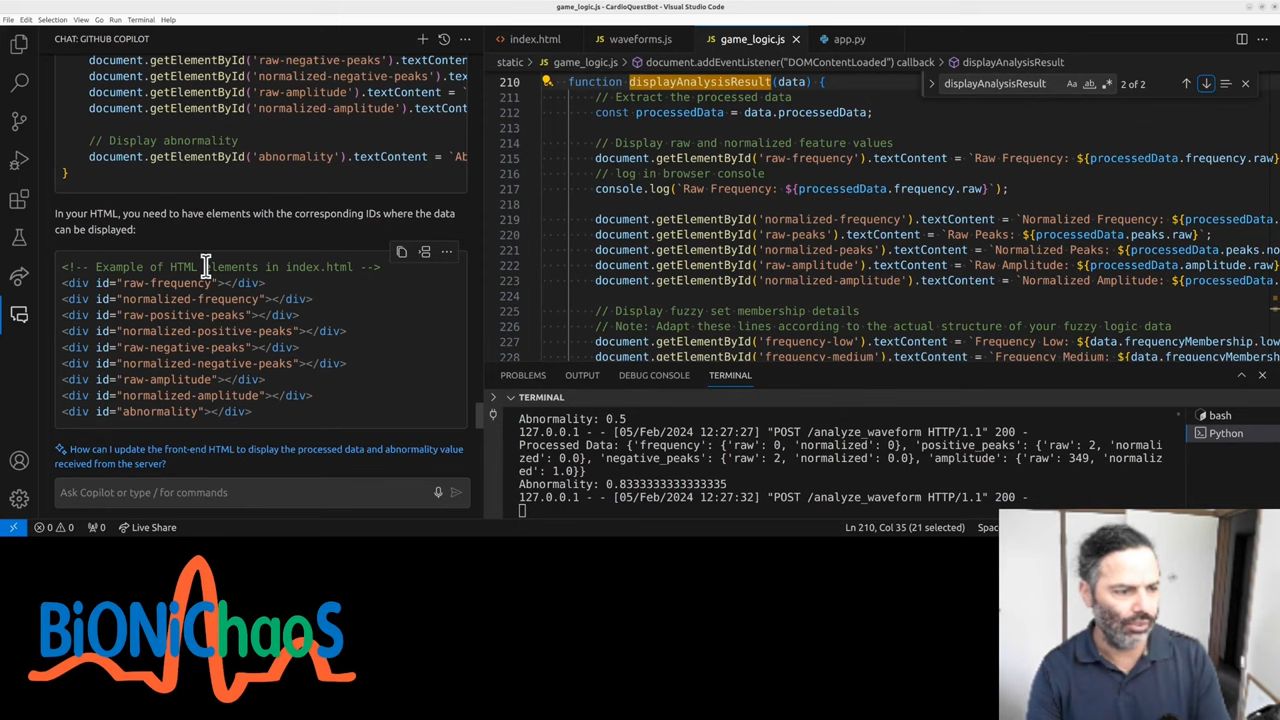 game_logic.js - CardioQuestBot - Visual Studio Code
File Edit Selection View Go Run Terminal Help
CHAT: GITHUB COPILOT
document.getElementById('raw-negative-peaks').textCont
document.getElementById('normalized-negative-peaks').t
document.getElementById('raw-amplitude').textContent =
document.getElementById('normalized-amplitude').textCo
// Display abnormality
document.getElementById('abnormality').textContent = `Ab
}
In your HTML, you need to have elements with the corresponding IDs where the data
can be displayed:
<!-- Example of HTML elements in index.html -->
<div id="raw-frequency"></div>
<div id="normalized-frequency"></div>
<div id="raw-positive-peaks"></div>
<div id="normalized-positive-peaks"></div>
<div id="raw-negative-peaks"></div>
<div id="normalized-negative-peaks"></div>
<div id="raw-amplitude"></div>
<div id="normalized-amplitude"></div>
<div id="abnormality"></div>
How can I update the front-end HTML to display the processed data and abnormality value
received from the server?
Ask Copilot or type / for commands
index.html waveforms.js game_logic.js app.py
static > game_logic.js > document.addEventListener("DOMContentLoaded") callback > displayAnalysisResult
displayAnalysisResult Aa ab 2 of 2
210 function displayAnalysisResult(data) {
211 // Extract the processed data
212 const processedData = data.processedData;
213
214 // Display raw and normalized feature values
215 document.getElementById('raw-frequency').textContent = `Raw Frequency: ${processedData.frequency.raw}`
216 // log in browser console
217 console.log(`Raw Frequency: ${processedData.frequency.raw}`);
218
219 document.getElementById('normalized-frequency').textContent = `Normalized Frequency: ${processedData.
220 document.getElementById('raw-peaks').textContent = `Raw Peaks: ${processedData.peaks.raw}`;
221 document.getElementById('normalized-peaks').textContent = `Normalized Peaks: ${processedData.peaks.no
222 document.getElementById('raw-amplitude').textContent = `Raw Amplitude: ${processedData.amplitude.raw}
223 document.getElementById('normalized-amplitude').textContent = `Normalized Amplitude: ${processedData.
224
225 // Display fuzzy set membership details
226 // Note: Adapt these lines according to the actual structure of your fuzzy logic data
227 document.getElementById('frequency-low').textContent = `Frequency Low: ${data.frequencyMembership.low
228 document.getElementById('frequency-medium').textContent = `Frequency Medium: ${data.frequencyMembersh
PROBLEMS OUTPUT DEBUG CONSOLE TERMINAL
TERMINAL
Abnormality: 0.5
127.0.0.1 - - [05/Feb/2024 12:27:27] "POST /analyze_waveform HTTP/1.1" 200 -
Processed Data: {'frequency': {'raw': 0, 'normalized': 0}, 'positive_peaks': {'raw': 2, 'normali
zed': 0.0}, 'negative_peaks': {'raw': 2, 'normalized': 0.0}, 'amplitude': {'raw': 349, 'normaliz
ed': 1.0}}
Abnormality: 0.8333333333333335
127.0.0.1 - - [05/Feb/2024 12:27:32] "POST /analyze_waveform HTTP/1.1" 200 -
bash
Python
0 0 0 Live Share Ln 210, Col 35 (21 selected) Spac
BiONiChaoS